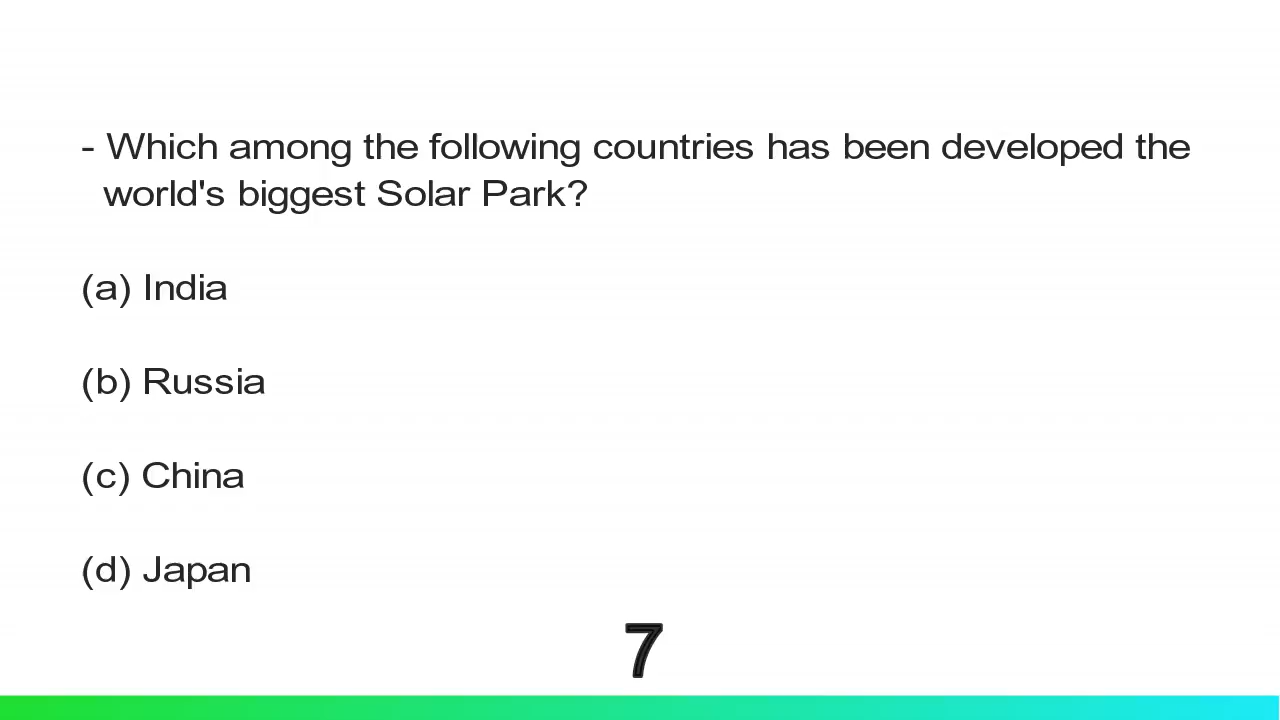 - Which among the following countries has been developed the
world's biggest Solar Park?
(a) India
(b) Russia
(c) China
(d) Japan
7